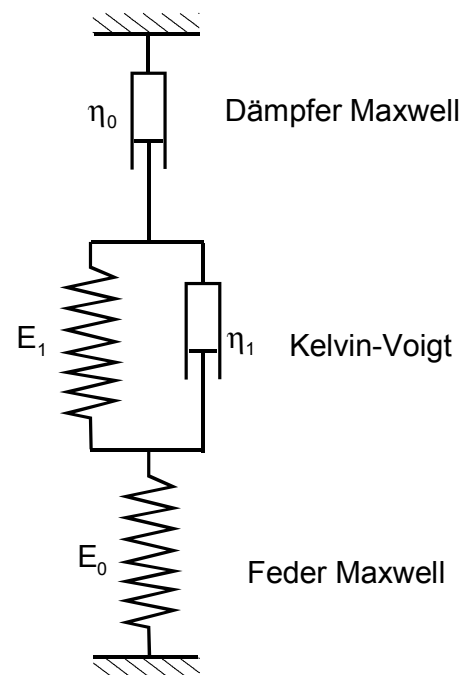 η₀ Dämpfer Maxwell
E₁ η₁ Kelvin-Voigt
E₀ Feder Maxwell